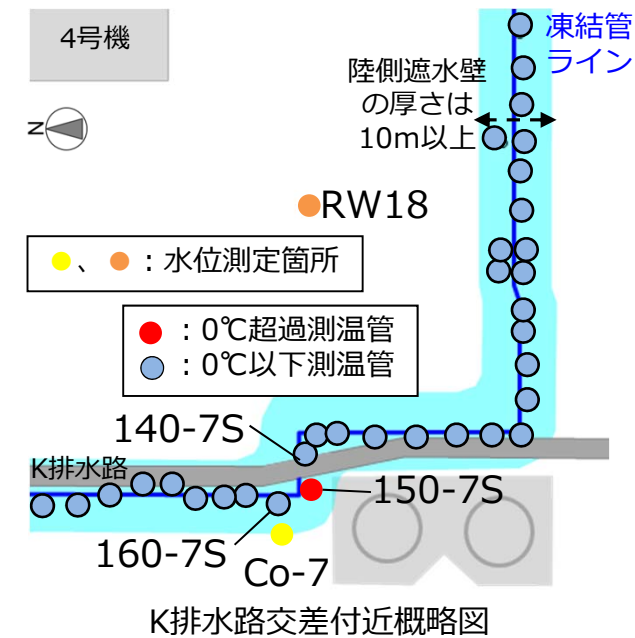 4号機
凍結管
ライン
陸側遮水壁
の厚さは
10m以上
N
RW18
、 :水位測定箇所
:0℃超過測温管
:0℃以下測温管
140-7S
K排水路
150-7S
160-7S
Co-7
K排水路交差付近概略図